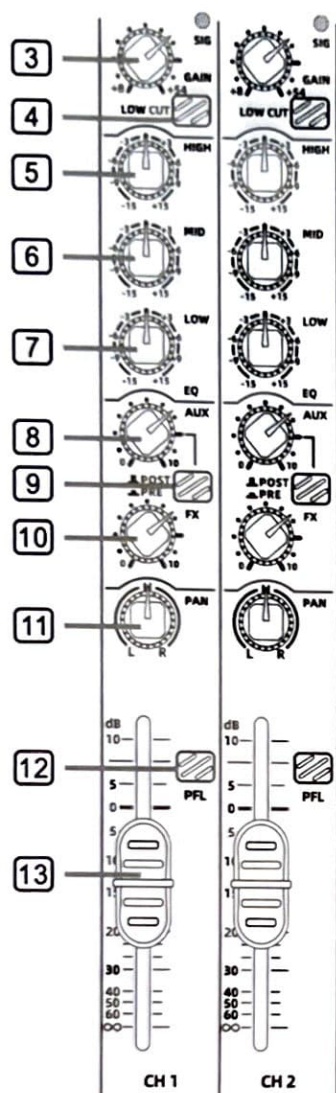 SIG SIG
3 GAIN GAIN
+8 +54 +8 +54
4 LOW CUT LOW CUT
HIGH HIGH
5
-15 +15 -15 +15
MID MID
6
-15 +15 -15 +15
LOW LOW
7
-15 +15 -15 +15
EQ EQ
AUX AUX
8
0 10 0 10
9 POST POST
PRE PRE
FX FX
10
0 10 0 10
M M
11 PAN PAN
L R L R
dB dB
10 10
12
5 5
PFL PFL
0 0
5 5
10 10
13
15 15
20 20
30 30
40 40
50 50
60 60
∞ ∞
CH 1 CH 2